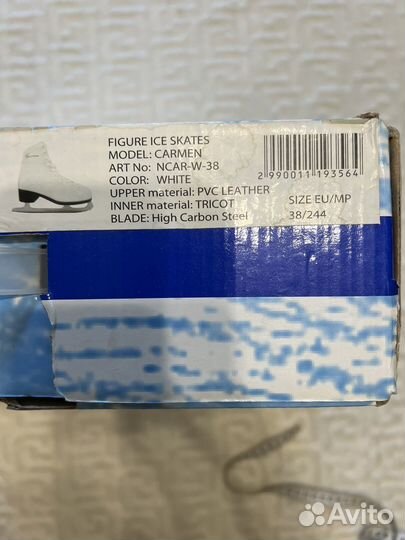 FIGURE ICE SKATES
MODEL: CARMEN
ART No: NCAR-W-38
COLOR: WHITE
UPPER material: PVC LEATHER
INNER material: TRICOT
BLADE: High Carbon Steel
2 990011 193564
SIZE EU/MP
38/244
Avito